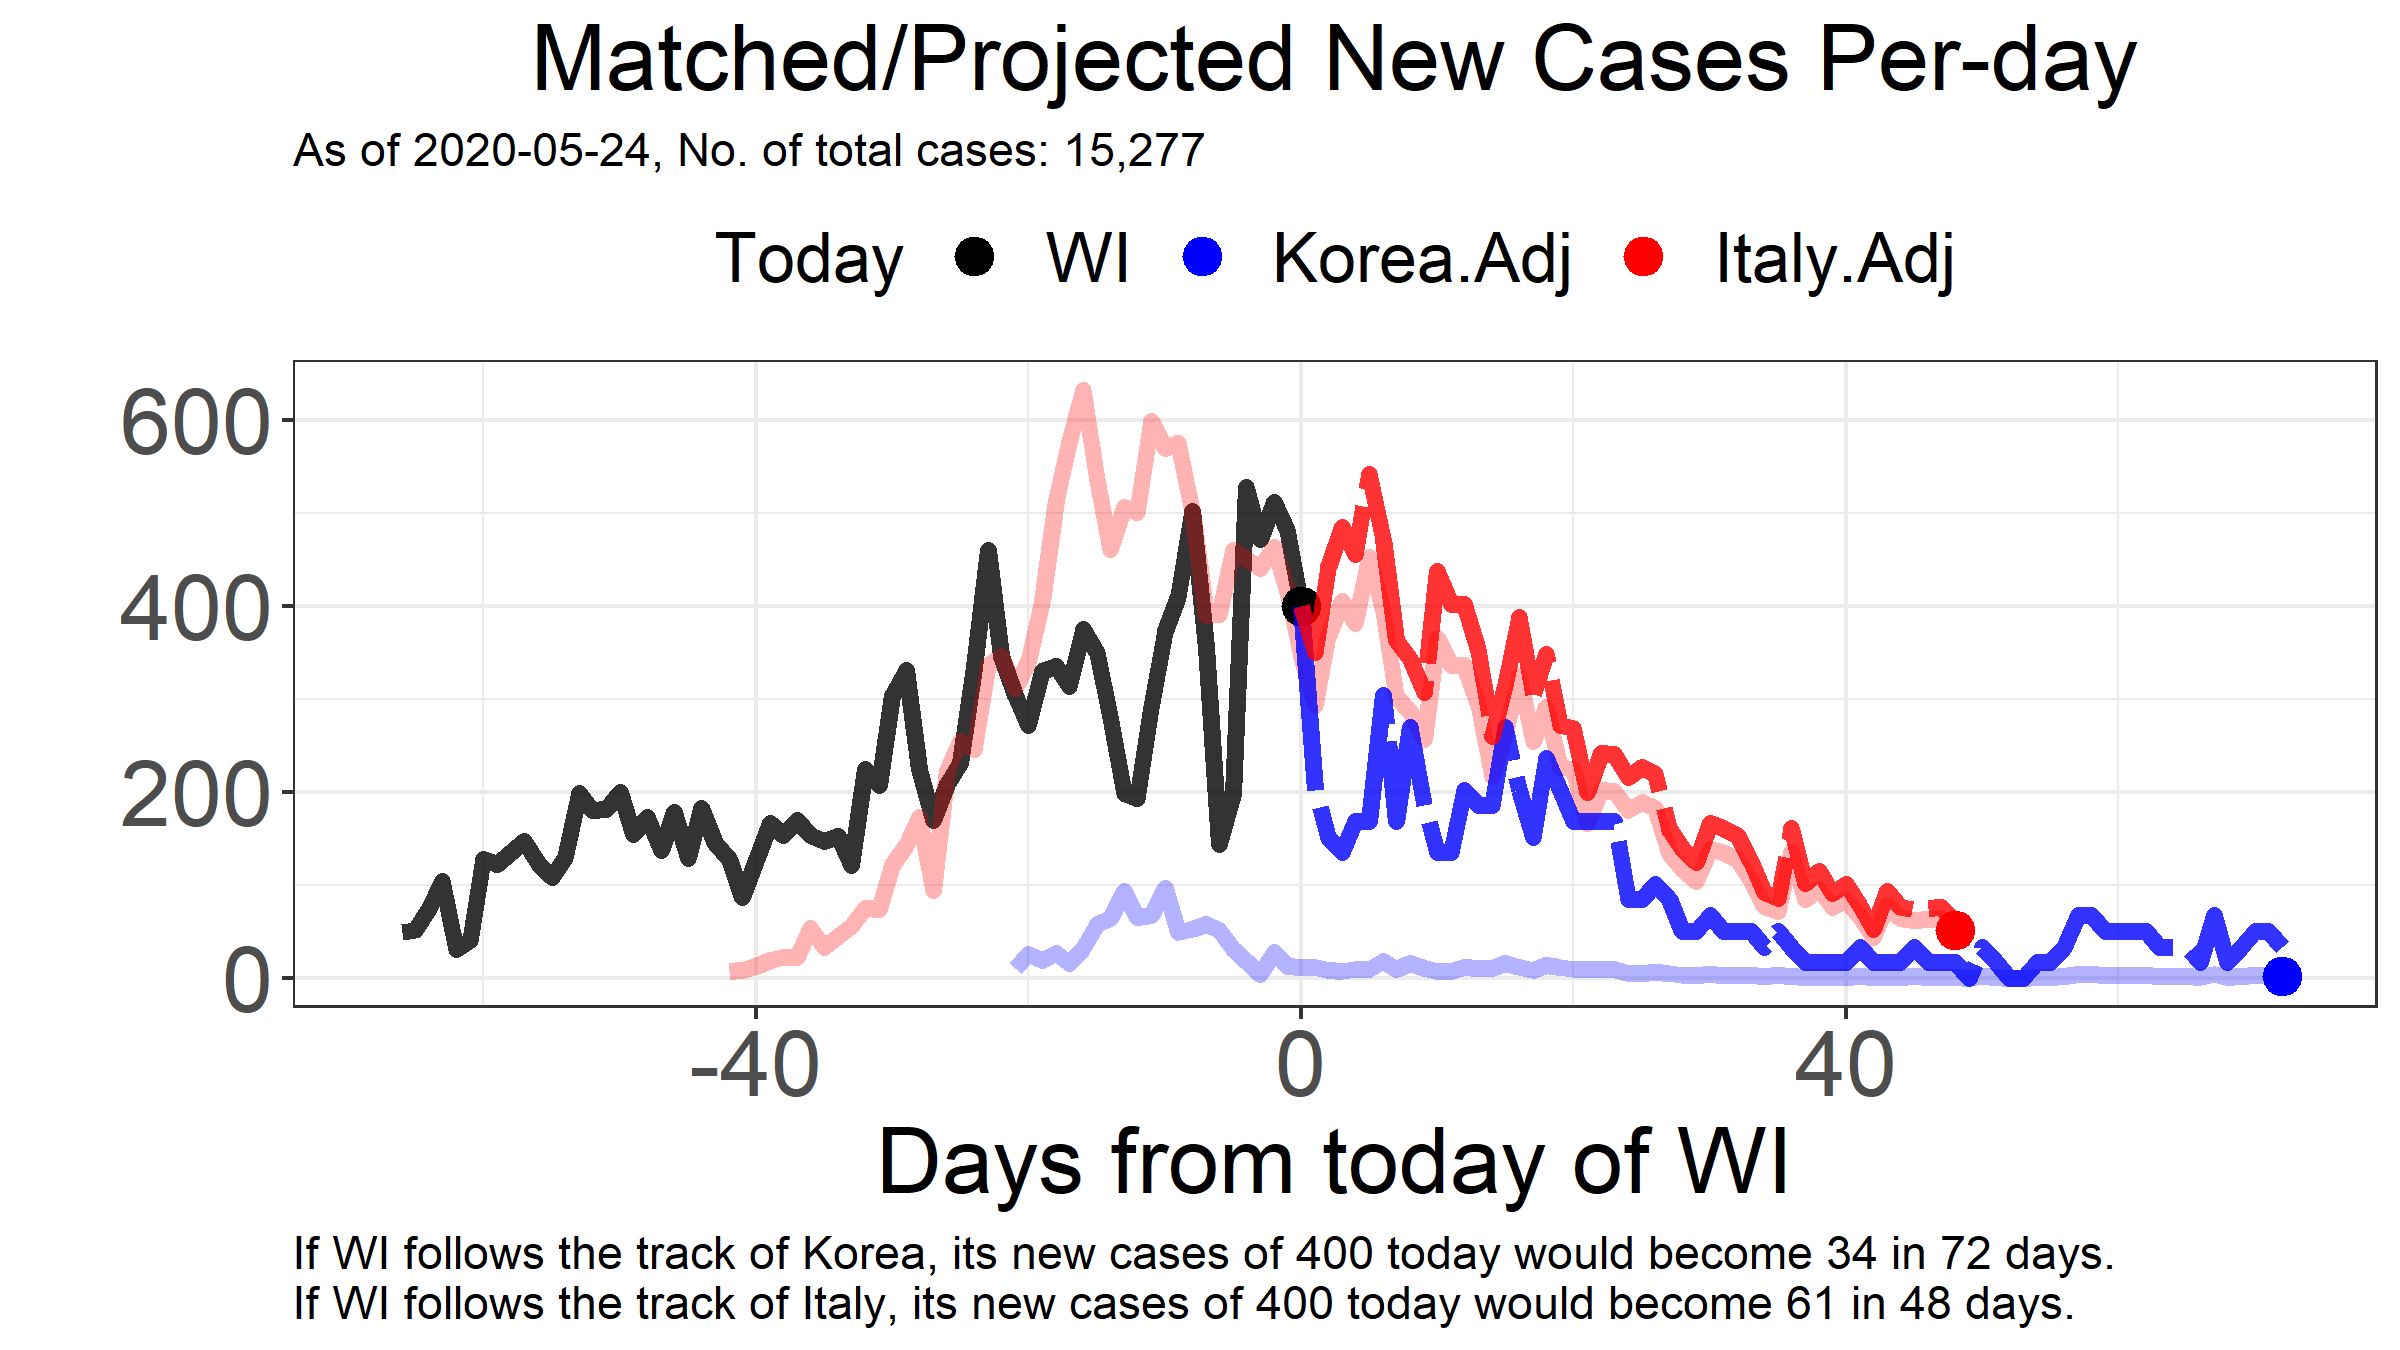 Matched/Projected New Cases Per-day
As of 2020-05-24, No. of total cases: 15,277
Today WI Korea.Adj Italy.Adj
600
400
200
0
-40 0 40
Days from today of WI
If WI follows the track of Korea, its new cases of 400 today would become 34 in 72 days.
If WI follows the track of Italy, its new cases of 400 today would become 61 in 48 days.